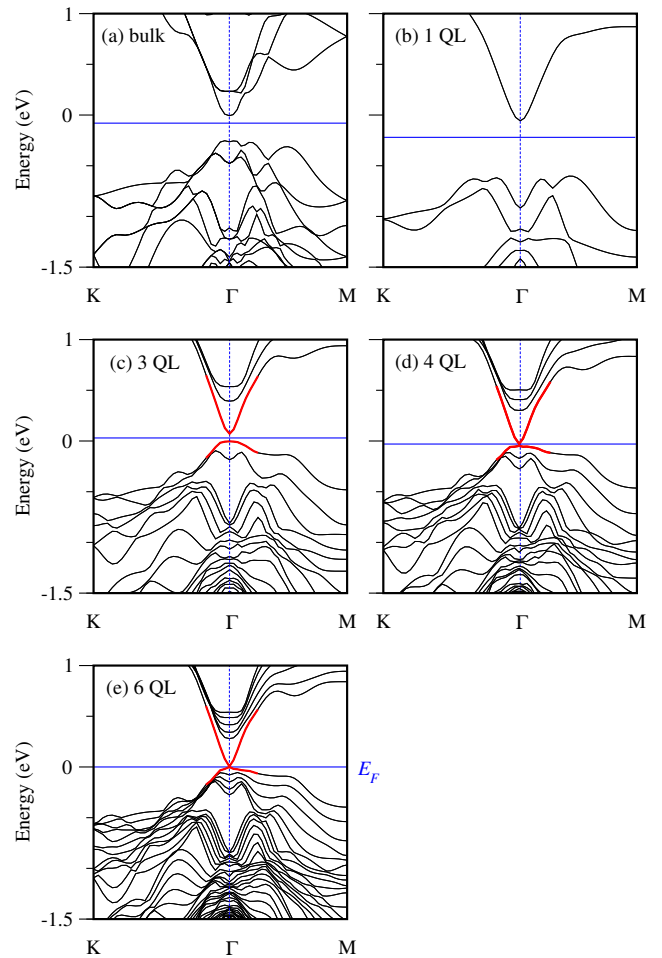 1
(a) bulk
(b) 1 QL
0
Energy (eV)
-1.5
K
Γ
M
K
Γ
M
1
(c) 3 QL
(d) 4 QL
0
Energy (eV)
-1.5
K
Γ
M
K
Γ
M
1
(e) 6 QL
0
E_F
Energy (eV)
-1.5
K
Γ
M